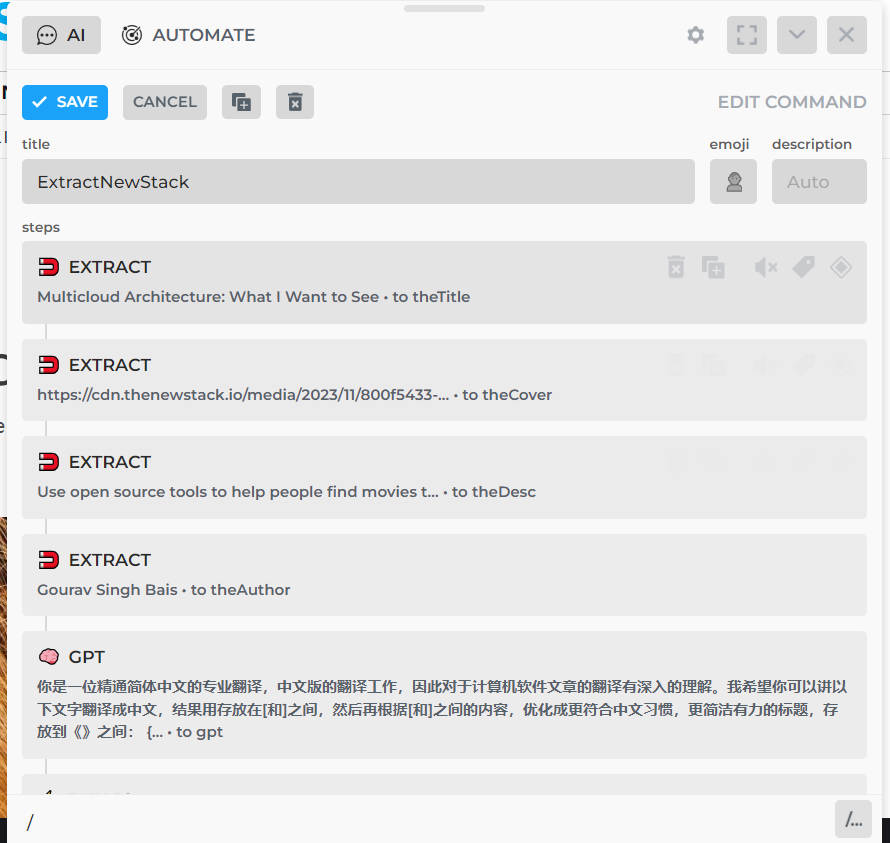 AI
AUTOMATE
SAVE
CANCEL
EDIT COMMAND
title
emoji
description
ExtractNewStack
Auto
steps
EXTRACT
Multicloud Architecture: What I Want to See • to theTitle
EXTRACT
https://cdn.thenewstack.io/media/2023/11/800f5433-... • to theCover
EXTRACT
Use open source tools to help people find movies t... • to theDesc
EXTRACT
Gourav Singh Bais • to theAuthor
GPT
你是一位精通简体中文的专业翻译，中文版的翻译工作，因此对于计算机软件文章的翻译有深入的理解。我希望你可以讲以
下文字翻译成中文，结果用存放在[和]之间，然后再根据[和]之间的内容，优化成更符合中文习惯，更简洁有力的标题，存
放到《》之间： {... • to gpt
/
/...